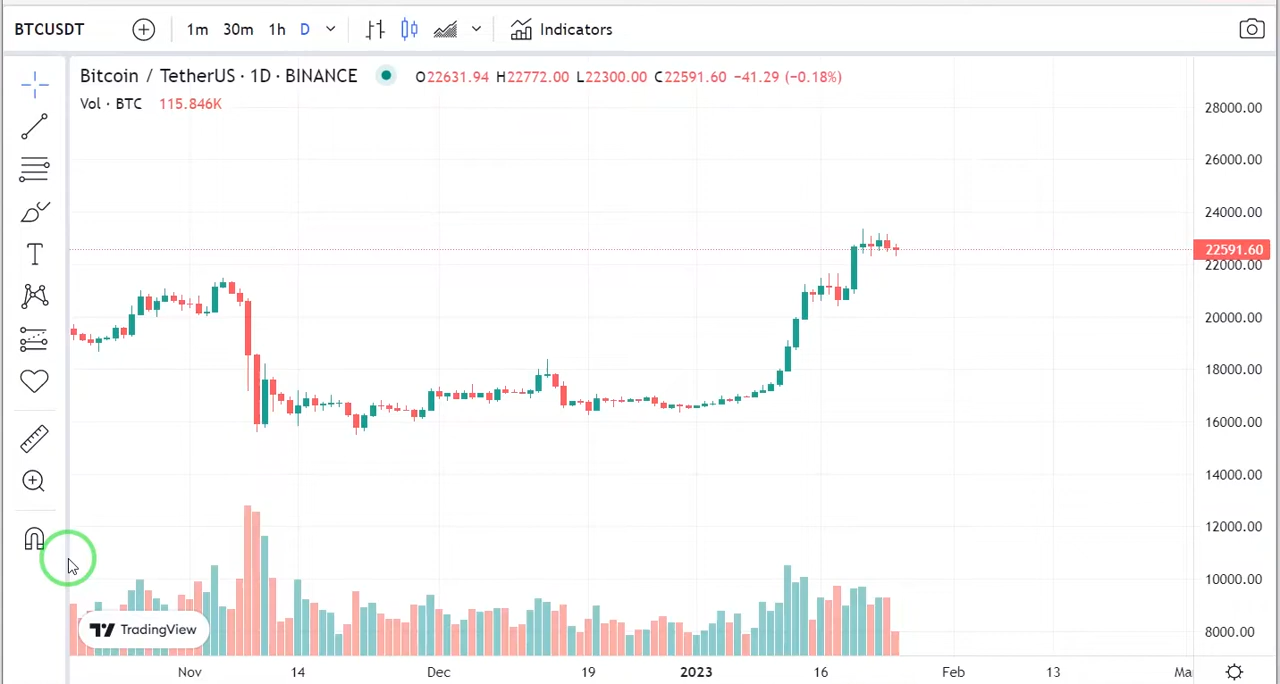 BTCUSDT 1m 30m 1h D Indicators
Bitcoin / TetherUS · 1D · BINANCE O22631.94 H22772.00 L22300.00 C22591.60 −41.29 (−0.18%)
Vol · BTC 115.846K
28000.00
26000.00
24000.00
22591.60
22000.00
20000.00
18000.00
16000.00
14000.00
12000.00
10000.00
8000.00
TradingView
Nov 14 Dec 19 2023 16 Feb 13 Ma